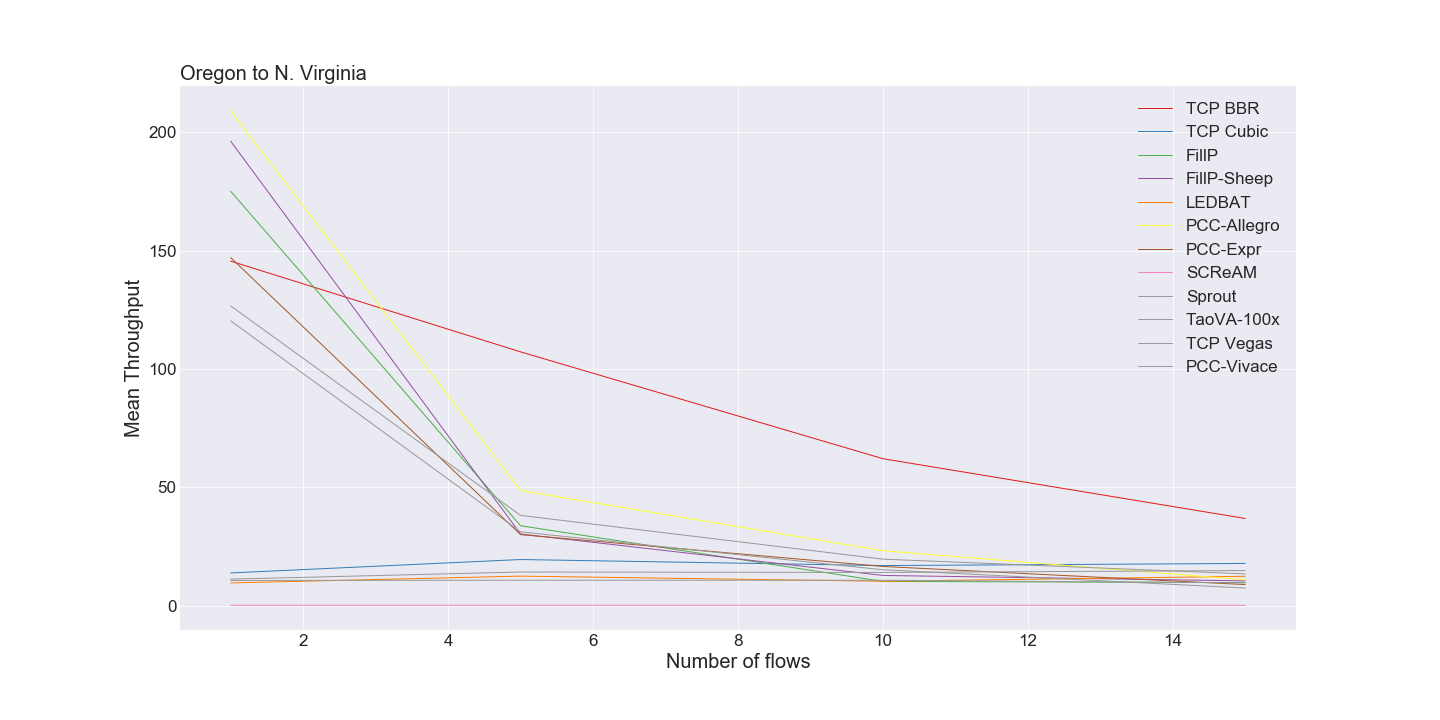 Oregon to N. Virginia
Mean Throughput
200
150
100
50
0
2 4 6 8 10 12 14
Number of flows
TCP BBR
TCP Cubic
FillP
FillP-Sheep
LEDBAT
PCC-Allegro
PCC-Expr
SCReAM
Sprout
TaoVA-100x
TCP Vegas
PCC-Vivace